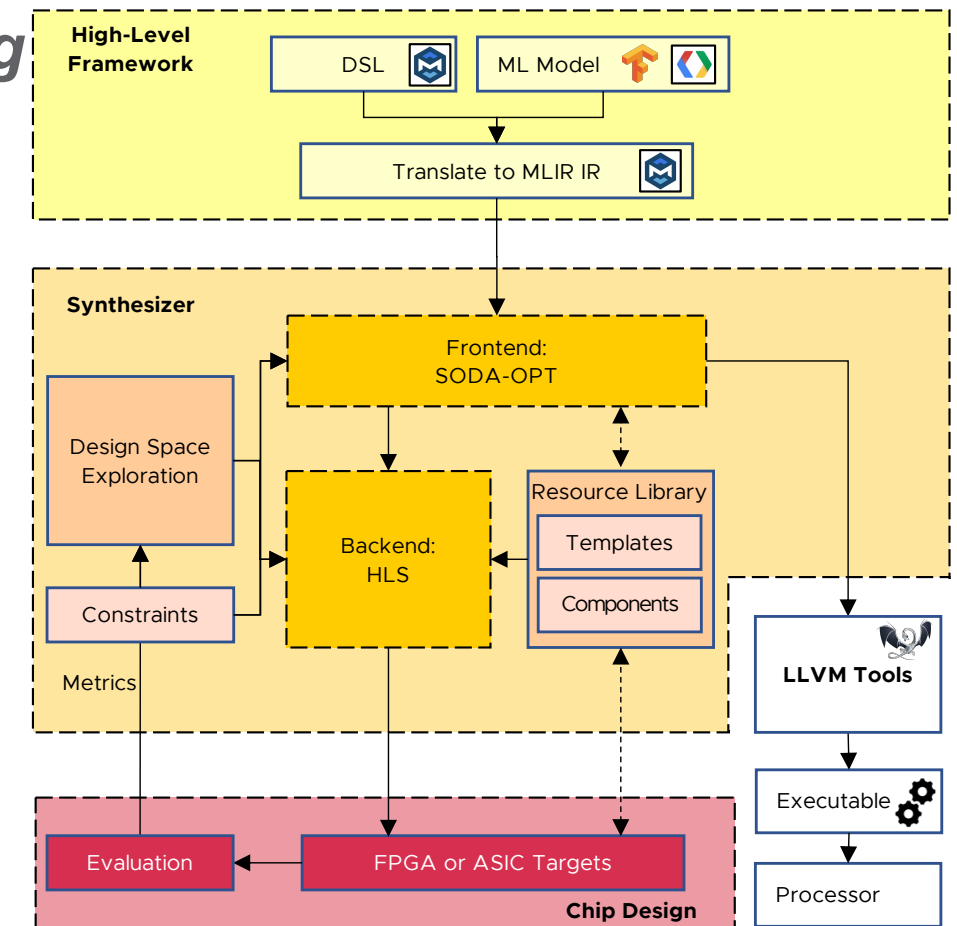 g
High-Level
Framework
DSL
ML Model
Translate to MLIR IR
Synthesizer
Frontend:
SODA-OPT
Design Space
Exploration
Resource Library
Templates
Backend:
HLS
Components
Constraints
LLVM Tools
Metrics
Executable
Evaluation
FPGA or ASIC Targets
Processor
Chip Design